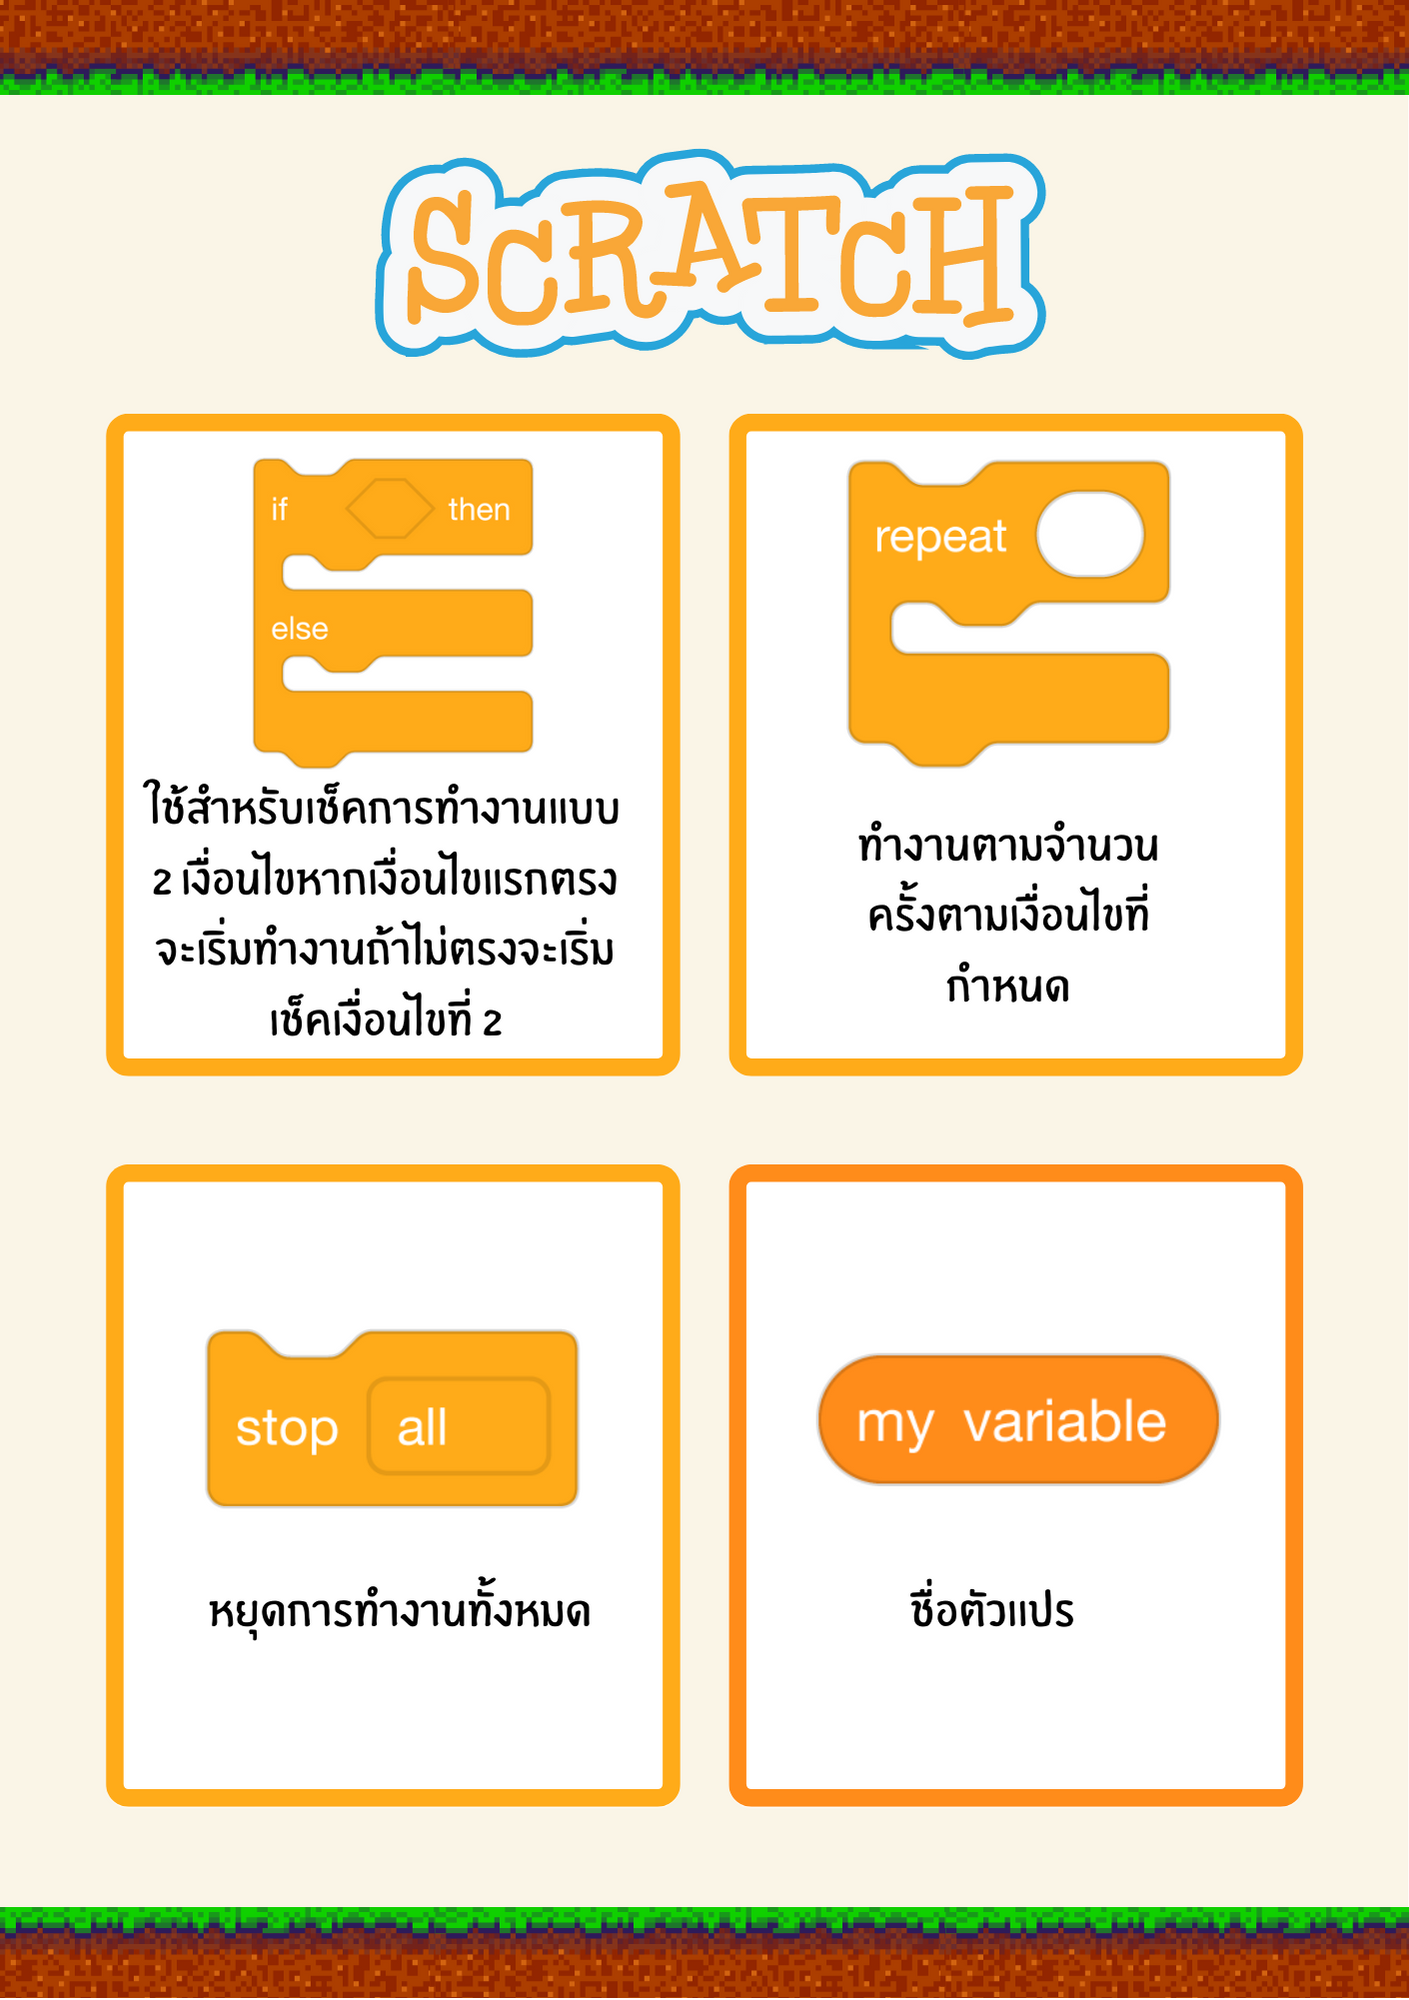 SCRATCH
if then
else
ใช้สำหรับเช็คการทำงานแบบ
2 เงื่อนไขหากเงื่อนไขแรกตรง
จะเริ่มทำงานถ้าไม่ตรงจะเริ่ม
เช็คเงื่อนไขที่ 2
repeat
ทำงานตามจำนวน
ครั้งตามเงื่อนไขที่
กำหนด
stop all
หยุดการทำงานทั้งหมด
my variable
ชื่อตัวแปร